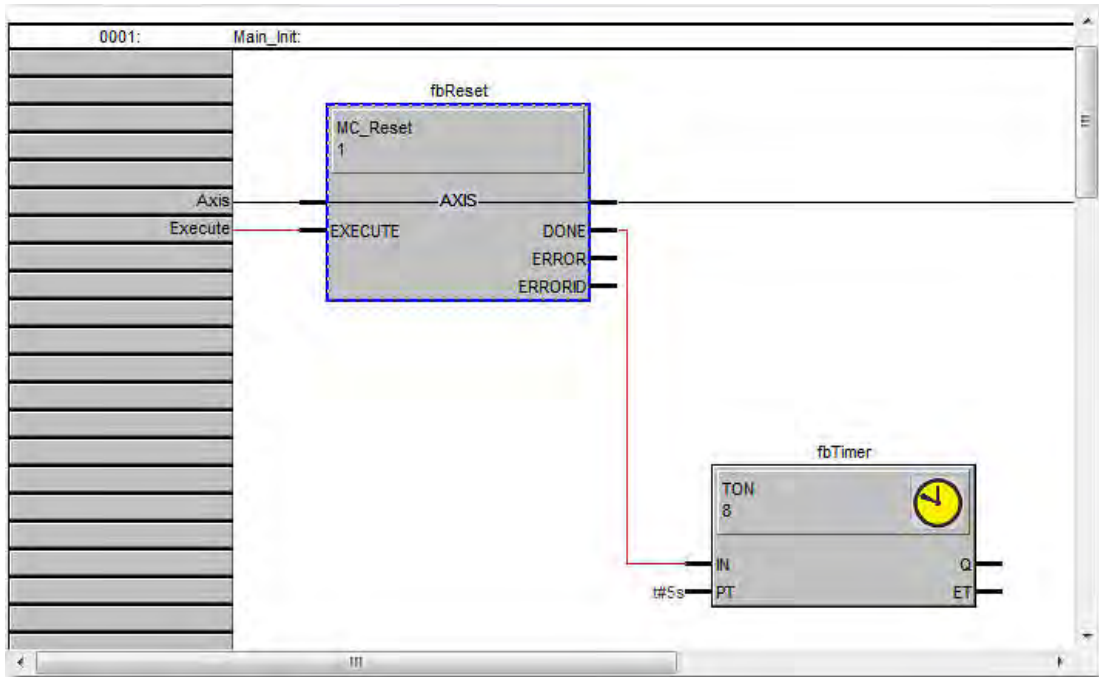 0001: Main_Init:
fbReset
MC_Reset
1
Axis AXIS
Execute EXECUTE DONE
ERROR
ERRORID
fbTimer
TON
8
IN Q
t#5s PT ET